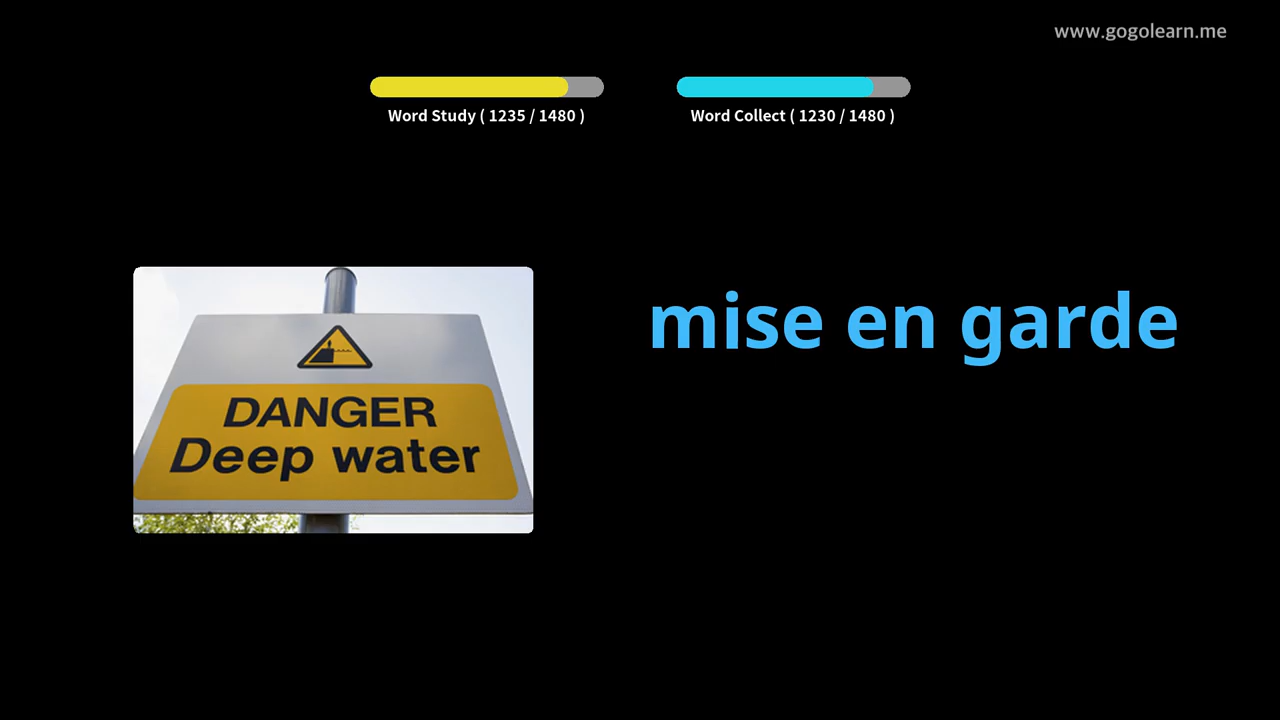 www.gogolearn.me
Word Study ( 1235 / 1480 )
Word Collect ( 1230 / 1480 )
mise en garde
DANGER
Deep water